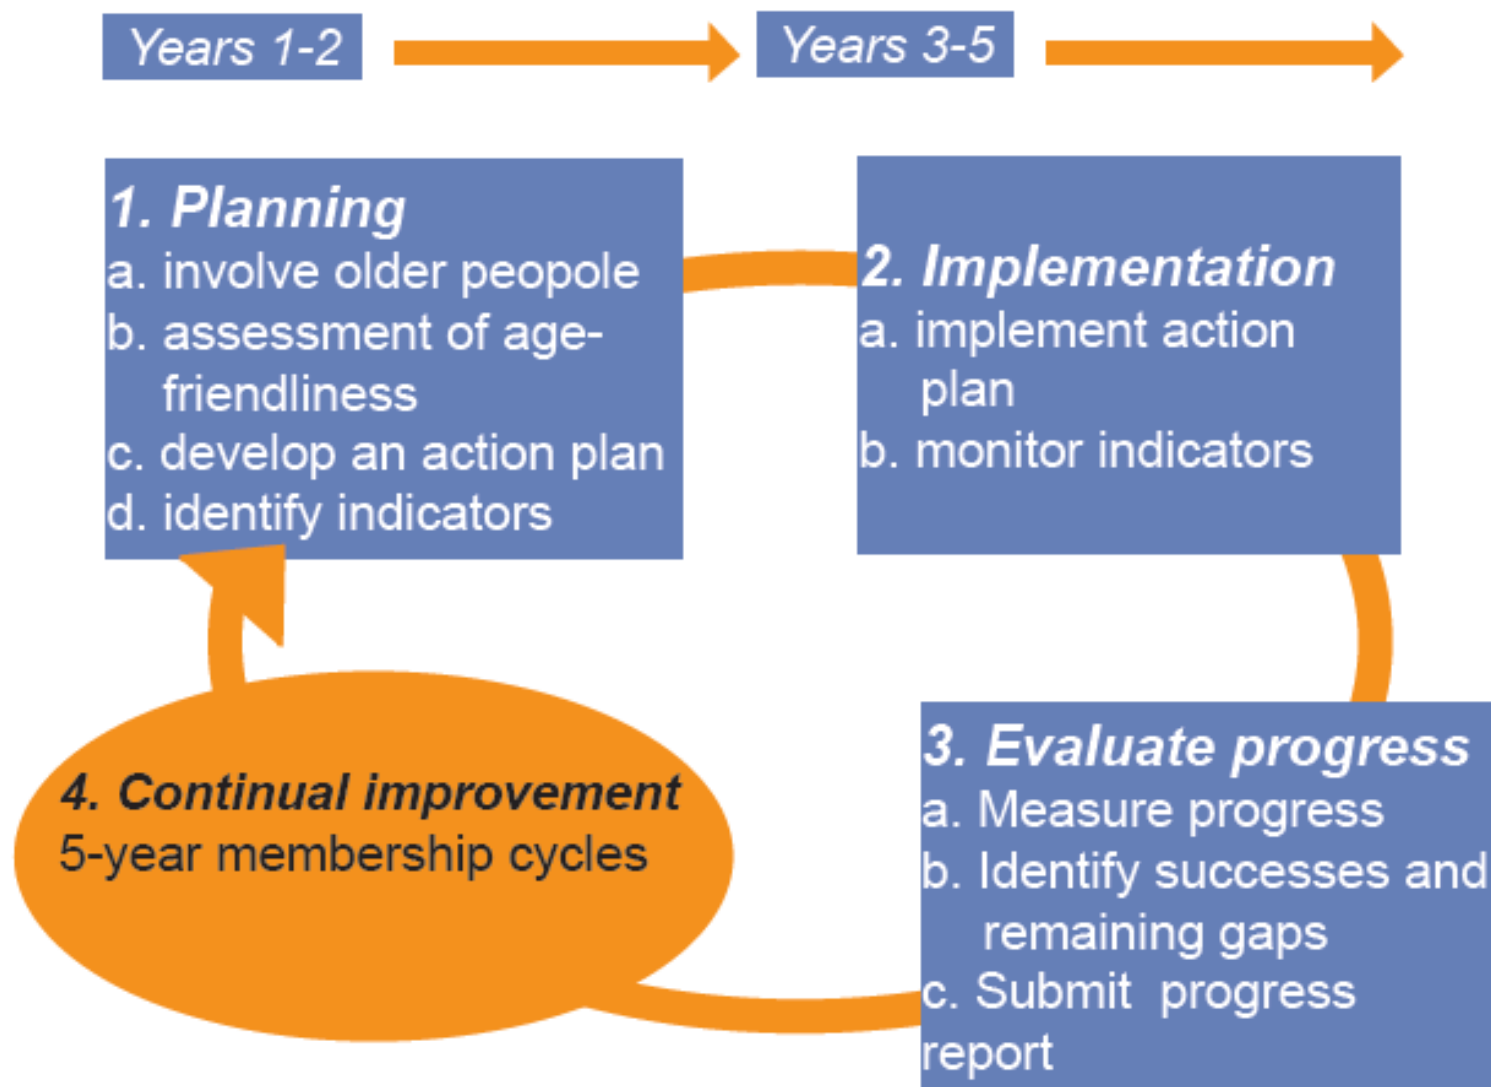 Years 1-2
Years 3-5
1. Planning
a. involve older peopole
b. assessment of age-
friendliness
c. develop an action plan
d. identify indicators
2. Implementation
a. implement action
plan
b. monitor indicators
3. Evaluate progress
a. Measure progress
b. Identify successes and
remaining gaps
c. Submit  progress
report
4. Continual improvement
5-year membership cycles